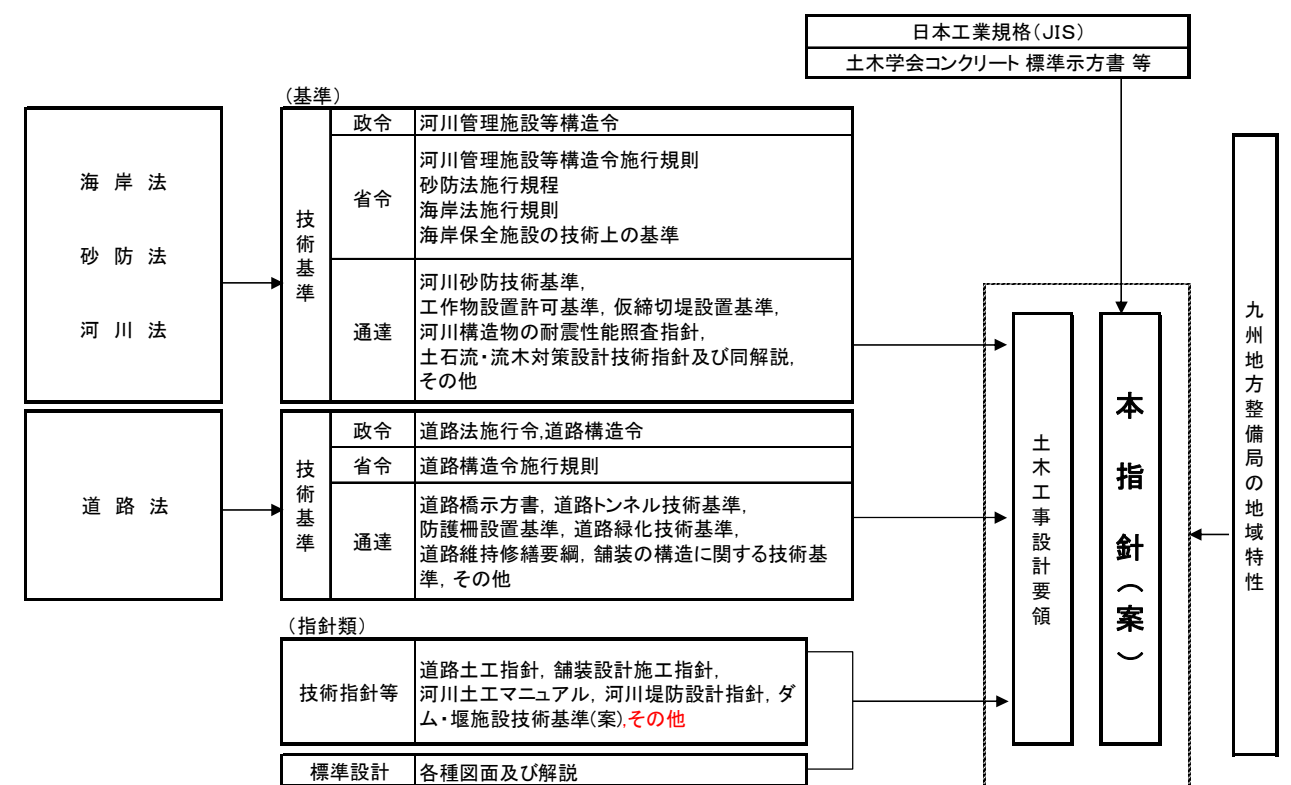 日本工業規格(JIS)
土木学会コンクリート 標準示方書 等
(基準)
海 岸 法
砂 防 法
河 川 法
技術基準
政令
河川管理施設等構造令
省令
河川管理施設等構造令施行規則
砂防法施行規程
海岸法施行規則
海岸保全施設の技術上の基準
通達
河川砂防技術基準,
工作物設置許可基準, 仮締切堤設置基準,
河川構造物の耐震性能照査指針,
土石流・流木対策設計技術指針及び同解説,
その他
道 路 法
技術基準
政令
道路法施行令,道路構造令
省令
道路構造令施行規則
通達
道路橋示方書, 道路トンネル技術基準,
防護柵設置基準, 道路緑化技術基準,
道路維持修繕要綱, 舗装の構造に関する技術基
準, その他
(指針類)
技術指針等
道路土工指針, 舗装設計施工指針,
河川土工マニュアル, 河川堤防設計指針, ダ
ム・堰施設技術基準(案),その他
標準設計
各種図面及び解説
土木工事設計要領
本指針(案)
九州地方整備局の地域特性